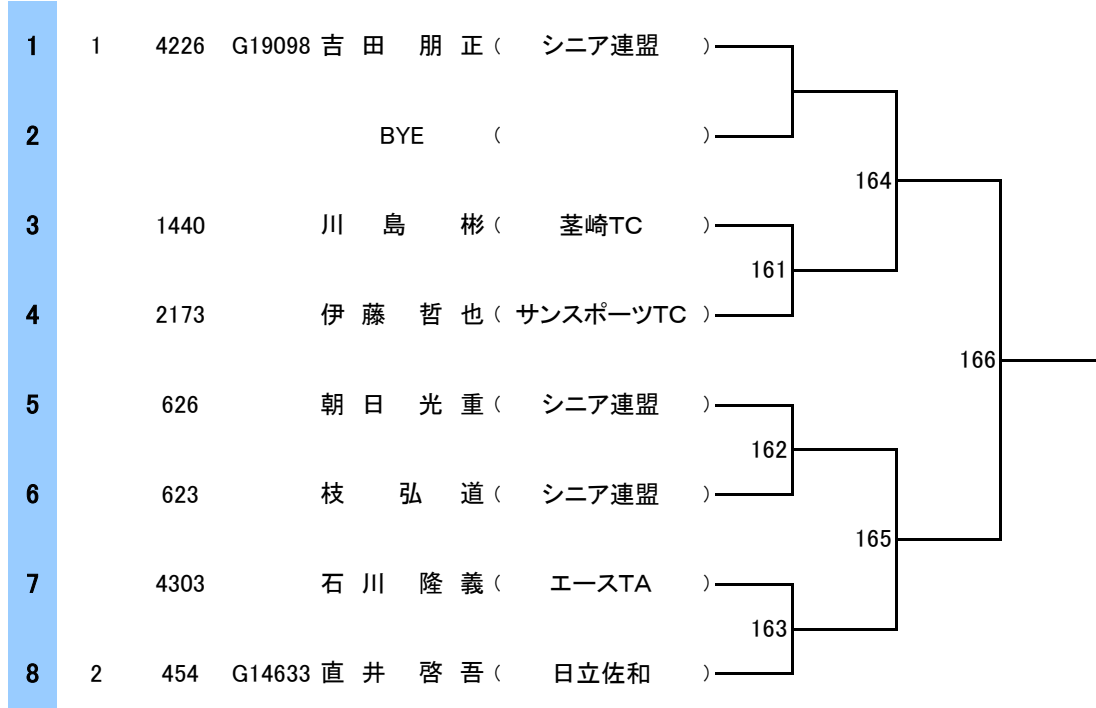 1 1 4226 G19098 吉田 朋正 ( シニア連盟 )
2 BYE ( )
164
3 1440 川島 彬 ( 茎崎TC )
161
4 2173 伊藤 哲也 ( サンスポーツTC )
166
5 626 朝日 光重 ( シニア連盟 )
162
6 623 枝 弘道 ( シニア連盟 )
165
7 4303 石川 隆義 ( エースTA )
163
8 2 454 G14633 直井 啓吾 ( 日立佐和 )